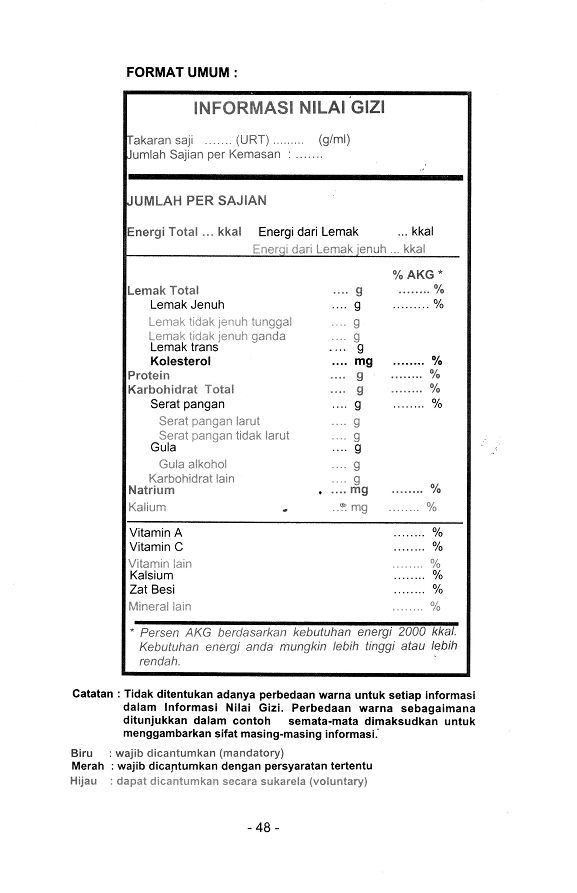 FORMAT UMUM :
INFORMASI NILAI GIZI
Takaran saji ....... (URT) ......... (g/ml)
Jumlah Sajian per Kemasan : .......
JUMLAH PER SAJIAN
Energi Total ... kkal Energi dari Lemak ... kkal
Energi dari Lemak jenuh ... kkal
% AKG *
Lemak Total .... g ........ %
Lemak Jenuh .... g ......... %
Lemak tidak jenuh tunggal .... g
Lemak tidak jenuh ganda .... g
Lemak trans .... g
Kolesterol .... mg ........ %
Protein .... g ........ %
Karbohidrat Total .... g ........ %
Serat pangan .... g ........ %
Serat pangan larut .... g
Serat pangan tidak larut .... g
Gula .... g
Gula alkohol .... g
Karbohidrat lain .... g
Natrium .... mg ........ %
Kalium .... mg ........ %
Vitamin A ........ %
Vitamin C ........ %
Vitamin lain ........ %
Kalsium ........ %
Zat Besi ........ %
Mineral lain ........ %
* Persen AKG berdasarkan kebutuhan energi 2000 kkal.
Kebutuhan energi anda mungkin lebih tinggi atau lebih
rendah.
Catatan : Tidak ditentukan adanya perbedaan warna untuk setiap informasi
dalam Informasi Nilai Gizi. Perbedaan warna sebagaimana
ditunjukkan dalam contoh semata-mata dimaksudkan untuk
menggambarkan sifat masing-masing informasi.
Biru : wajib dicantumkan (mandatory)
Merah : wajib dicantumkan dengan persyaratan tertentu
Hijau : dapat dicantumkan secara sukarela (voluntary)
- 48 -